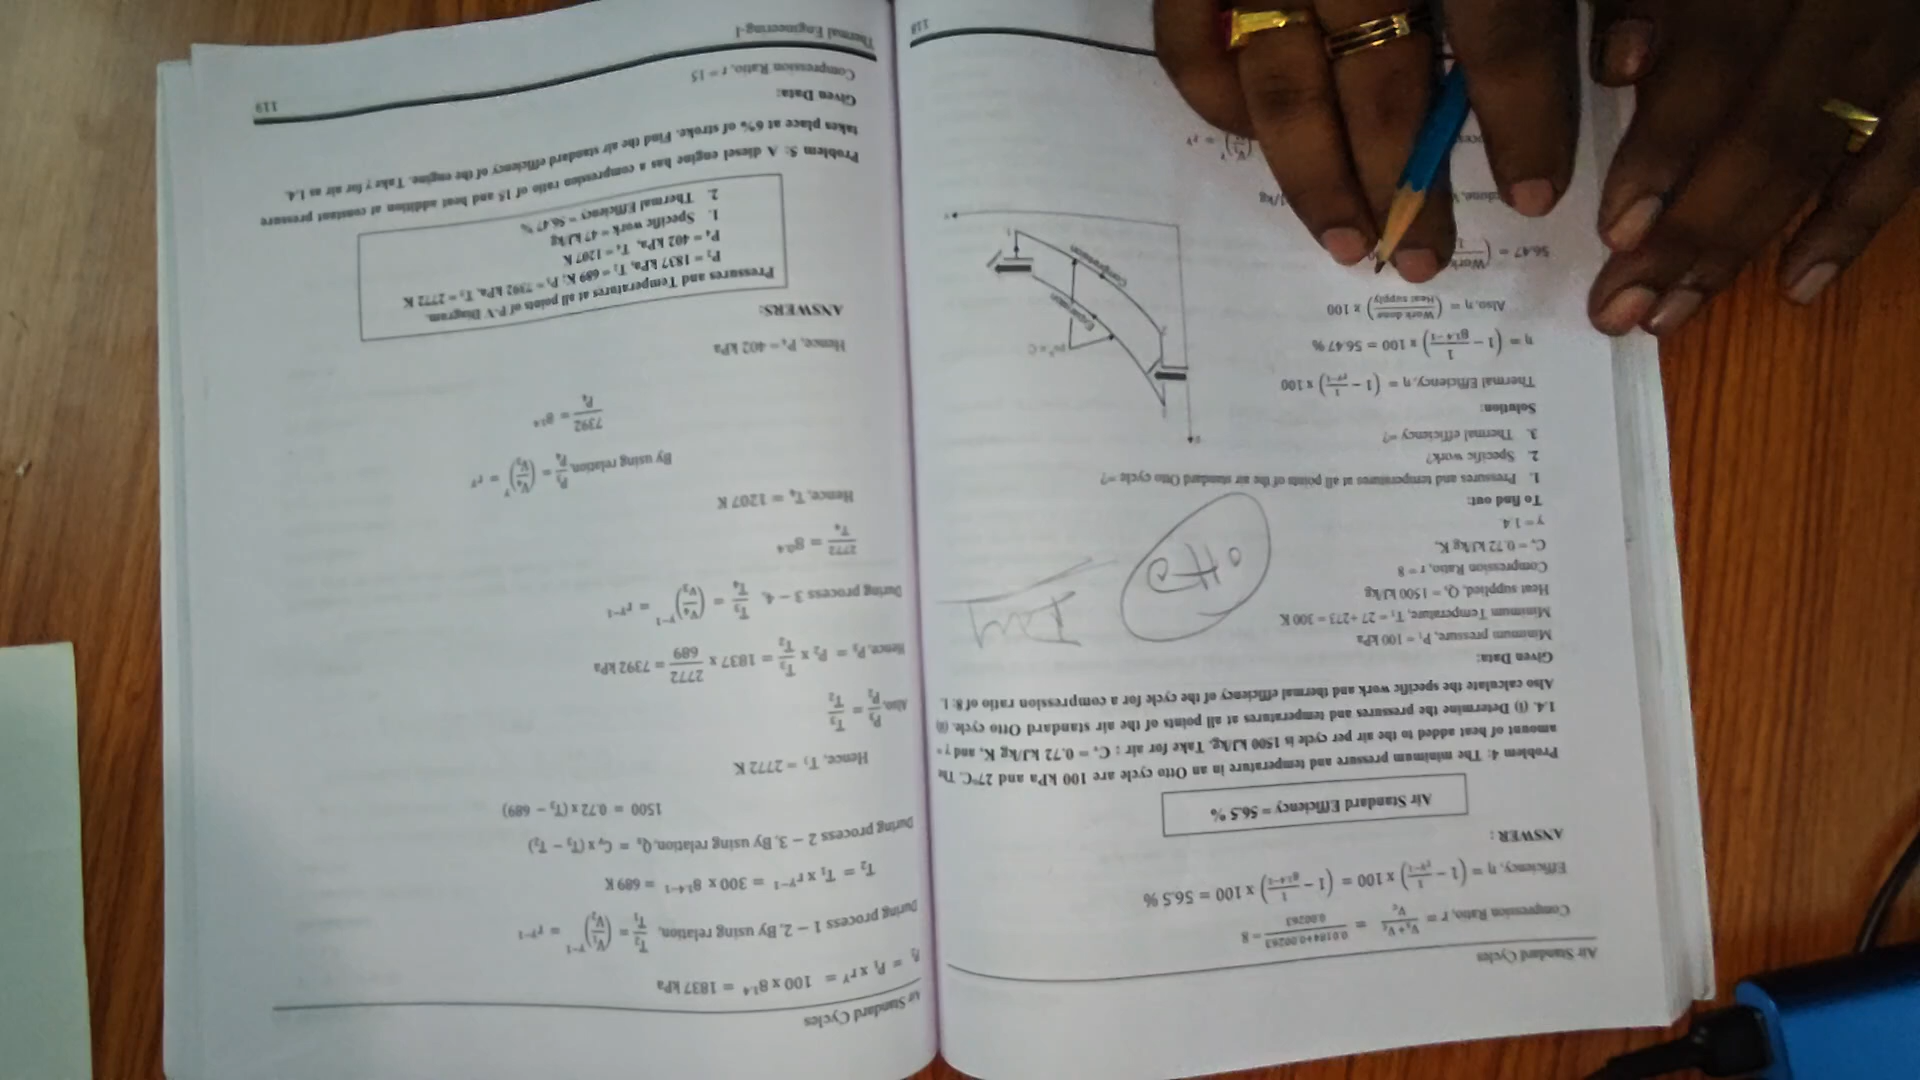 Air Standard Cycles
Compression Ratio, r = (Vs + Vc) / Vc = (0.0184+0.00263) / 0.00263 = 8
Efficiency, η = (1 − 1/r^γ−1) x 100 = (1 − 1/8^1.4−1) x 100 = 56.5 %
ANSWER :
Air Standard Efficiency = 56.5 %
Problem 4: The minimum pressure and temperature in an Otto cycle are 100 kPa and 27°C. The
amount of heat added to the air per cycle is 1500 kJ/kg. Take for air : Cv = 0.72 kJ/kg K, and γ =
1.4. (i) Determine the pressures and temperatures at all points of the air standard Otto cycle. (ii)
Also calculate the specific work and thermal efficiency of the cycle for a compression ratio of 8: 1.
Given Data:
Minimum pressure, P1 = 100 kPa
Minimum Temperature, T1 = 27 +273 = 300 K
Heat supplied, Qs = 1500 kJ/kg
Compression Ratio, r = 8
Cv = 0.72 kJ/kg K.
γ = 1.4
otto
To find out:
1. Pressures and temperatures at all points of the air standard Otto cycle =?
2. Specific work?
3. Thermal efficiency =?
Solution:
Thermal Efficiency, η = (1 − 1/r^γ−1) x 100
η = (1 − 1/8^1.4−1) x 100 = 56.47 %
Also, η = (Work done / Heat supply) x 100
56.47 = (Work
kJ/kg
= r^γ
PV^γ = C
Expansion
Compression
118
Air Standard Cycles
P2 = P1 x r^γ = 100 x 8^1.4 = 1837 kPa
During process 1 − 2, By using relation, T2/T1 = (V1/V2)^γ−1 = r^γ−1
T2 = T1 x r^γ−1 = 300 x 8^1.4−1 = 689 K
During process 2 − 3, By using relation, Qs = Cv x (T3 − T2)
1500 = 0.72 x (T3 − 689)
Hence, T3 = 2772 K
Also, P3/P2 = T3/T2
Hence, P3 = P2 x T3/T2 = 1837 x 2772/689 = 7392 kPa
During process 3 − 4, T3/T4 = (V4/V3)^γ−1 = r^γ−1
2772/T4 = 8^0.4
Hence, T4 = 1207 K
By using relation, P3/P4 = (V4/V3)^γ = r^γ
7392/P4 = 8^1.4
Hence, P4 = 402 kPa
ANSWERS:
Pressures and Temperatures at all points of P-V Diagram.
P2 = 1837 kPa, T2 = 689 K; P3 = 7392 kPa, T3 = 2772 K
P4 = 402 kPa, T4 = 1207 K
1. Specific work = 47 kJ/kg
2. Thermal Efficiency = 56.47 %
Problem 5: A diesel engine has a compression ratio of 15 and heat addition at constant pressure
takes place at 6% of stroke. Find the air standard efficiency of the engine. Take γ for air as 1.4.
Given Data:
Compression Ratio, r = 15
Thermal Engineering-I
119